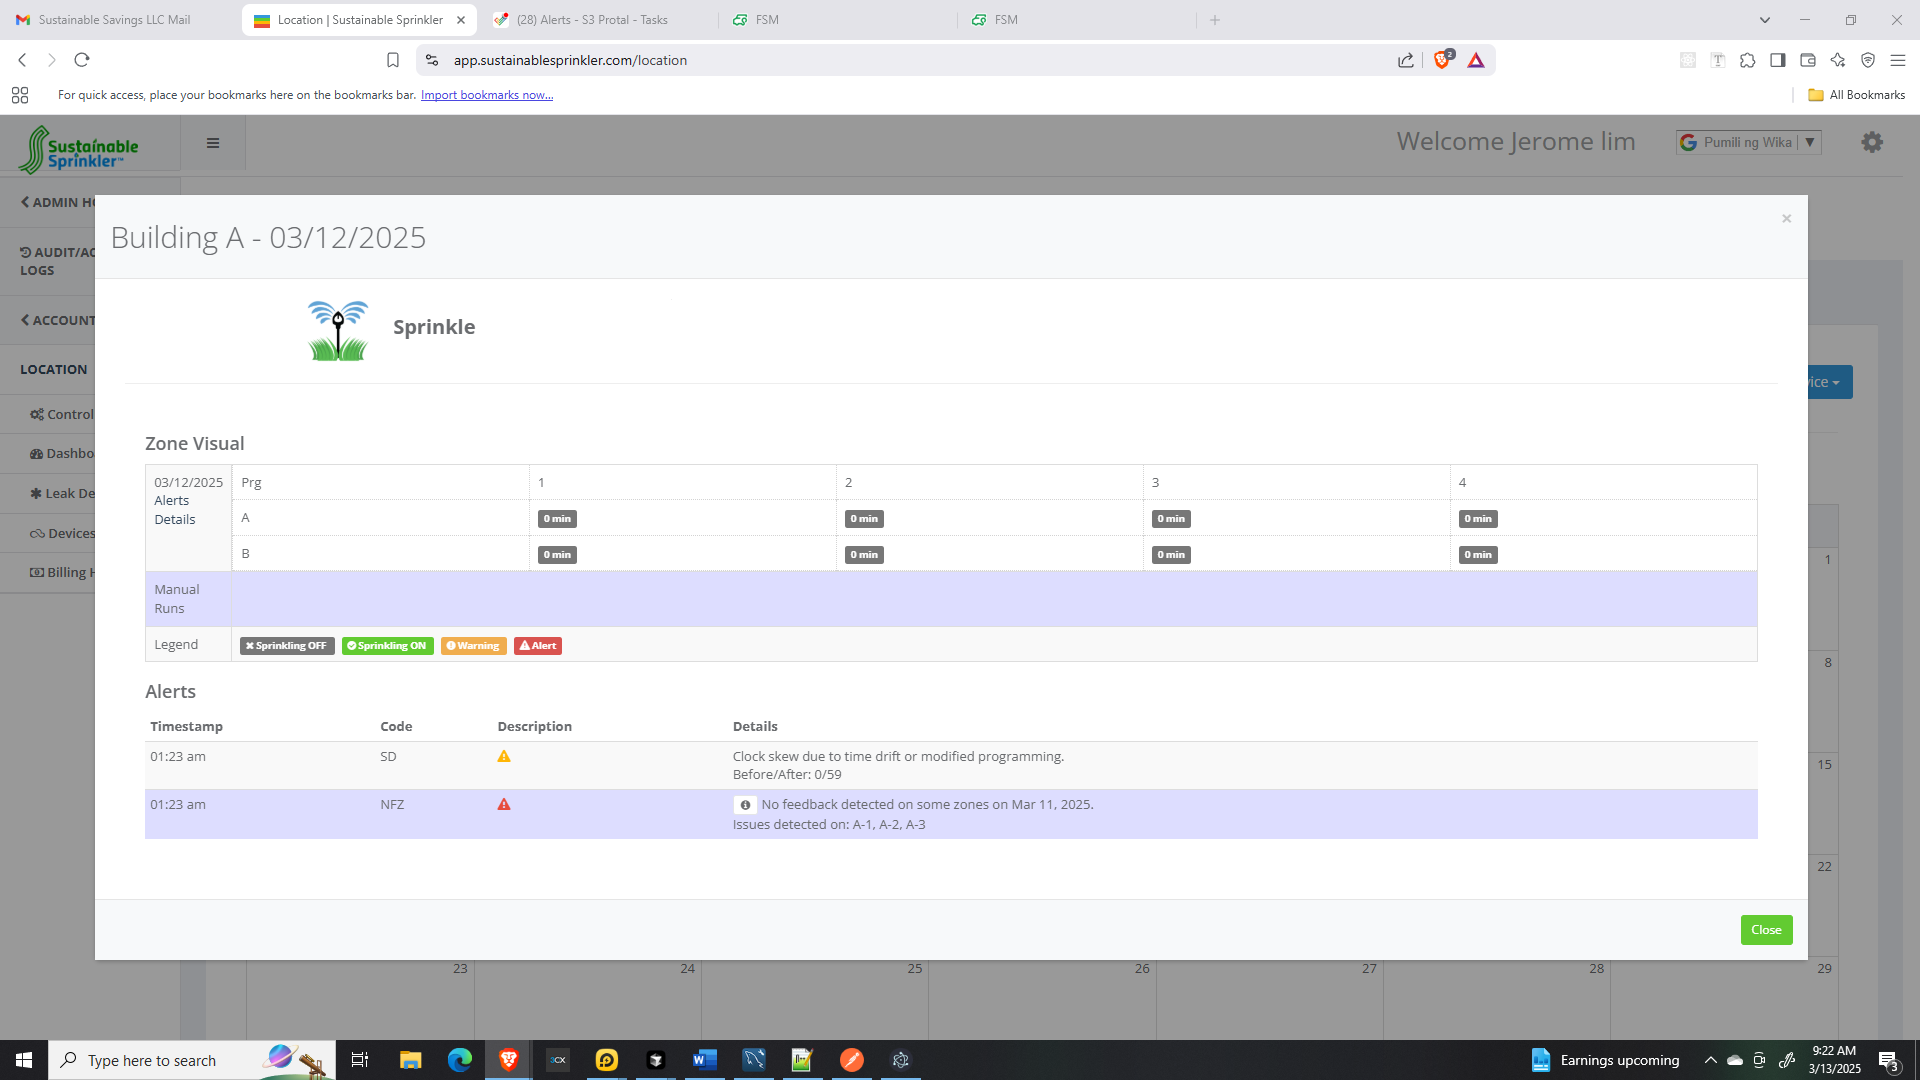 Sustainable Savings LLC Mail
Location | Sustainable Sprinkler
(28) Alerts - S3 Protal - Tasks
FSM
FSM
app.sustainablesprinkler.com/location
2
For quick access, place your bookmarks here on the bookmarks bar. Import bookmarks now...
All Bookmarks
Sustainable
Sprinkler™
Welcome Jerome lim
Pumili ng Wika
ADMIN HO
AUDIT/AC
LOGS
ACCOUNT
LOCATION
Control
Dashbo
Leak De
Devices
Billing H
Building A - 03/12/2025
×
Sprinkle
Zone Visual
03/12/2025
Alerts
Details
Prg 1 2 3 4
A 0 min 0 min 0 min 0 min
B 0 min 0 min 0 min 0 min
Manual
Runs
Legend Sprinkling OFF Sprinkling ON Warning Alert
Alerts
Timestamp Code Description Details
01:23 am SD Clock skew due to time drift or modified programming.
Before/After: 0/59
01:23 am NFZ No feedback detected on some zones on Mar 11, 2025.
Issues detected on: A-1, A-2, A-3
Close
vice
1
8
15
22
23 24 25 26 27 28 29
Type here to search
3CX
Earnings upcoming
9:22 AM
3/13/2025
3